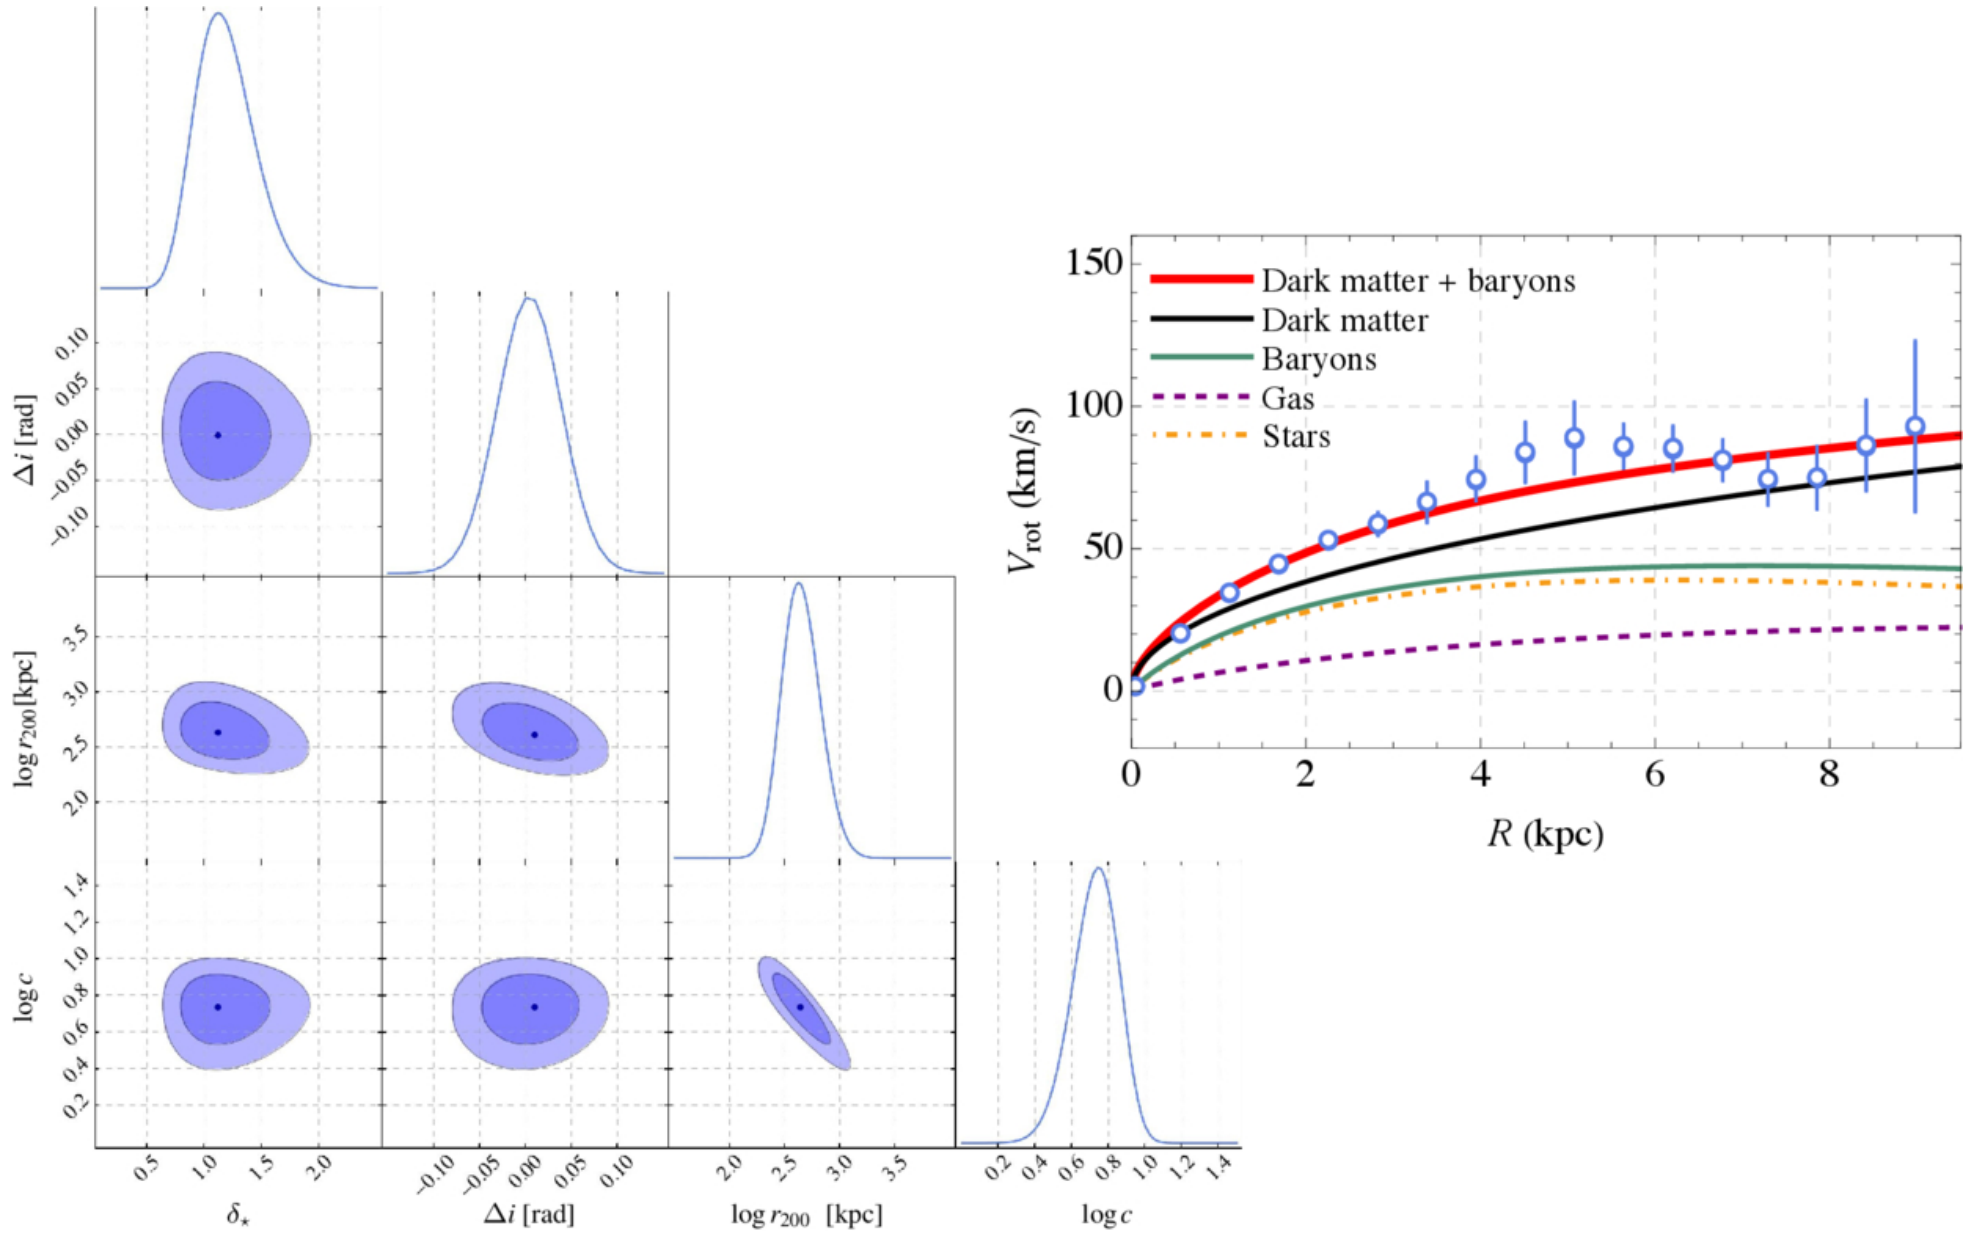 Δi [rad]
0.10
0.05
0.00
−0.05
−0.10
log r200 [kpc]
3.5
3.0
2.5
2.0
log c
1.4
1.2
1.0
0.8
0.6
0.4
0.2
0.5 1.0 1.5 2.0
δ⋆
−0.10 −0.05 0.00 0.05 0.10
Δi [rad]
2.0 2.5 3.0 3.5
log r200 [kpc]
0.2 0.4 0.6 0.8 1.0 1.2 1.4
log c
Vrot (km/s)
150
100
50
0
Dark matter + baryons
Dark matter
Baryons
Gas
Stars
0 2 4 6 8
R (kpc)